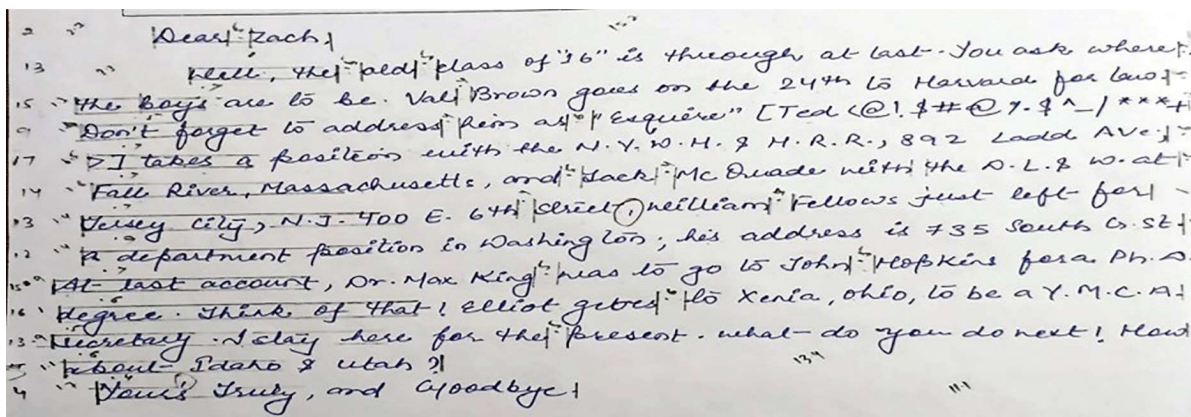 Dear Zach,
Well, the old class of "16" is through at last. You ask where
the boys are to be. Val Brown goes on the 24th to Harvard for law.
Don't forget to address him as "Esquire" [Ted (@!.$#@%.$^_/***+
>] takes a position with the N.Y.N.H. & H.R.R., 892 Ladd Ave.,
Fall River, Massachusetts, and Jack McQuade with the D.L. & W. at
Jersey City, N.J. 400 E. 6th Street, William Fellows just left for
a department position in Washington; his address is 735 South G. St.
At last account, Dr. Max King was to go to John Hopkins for a Ph.D.
degree. Think of that! Elliot goes to Xenia, Ohio, to be a Y.M.C.A.
Secretary. I stay here for the present. What do you do next! How
about Idaho & Utah?
Your's Truly, and Goodbye!